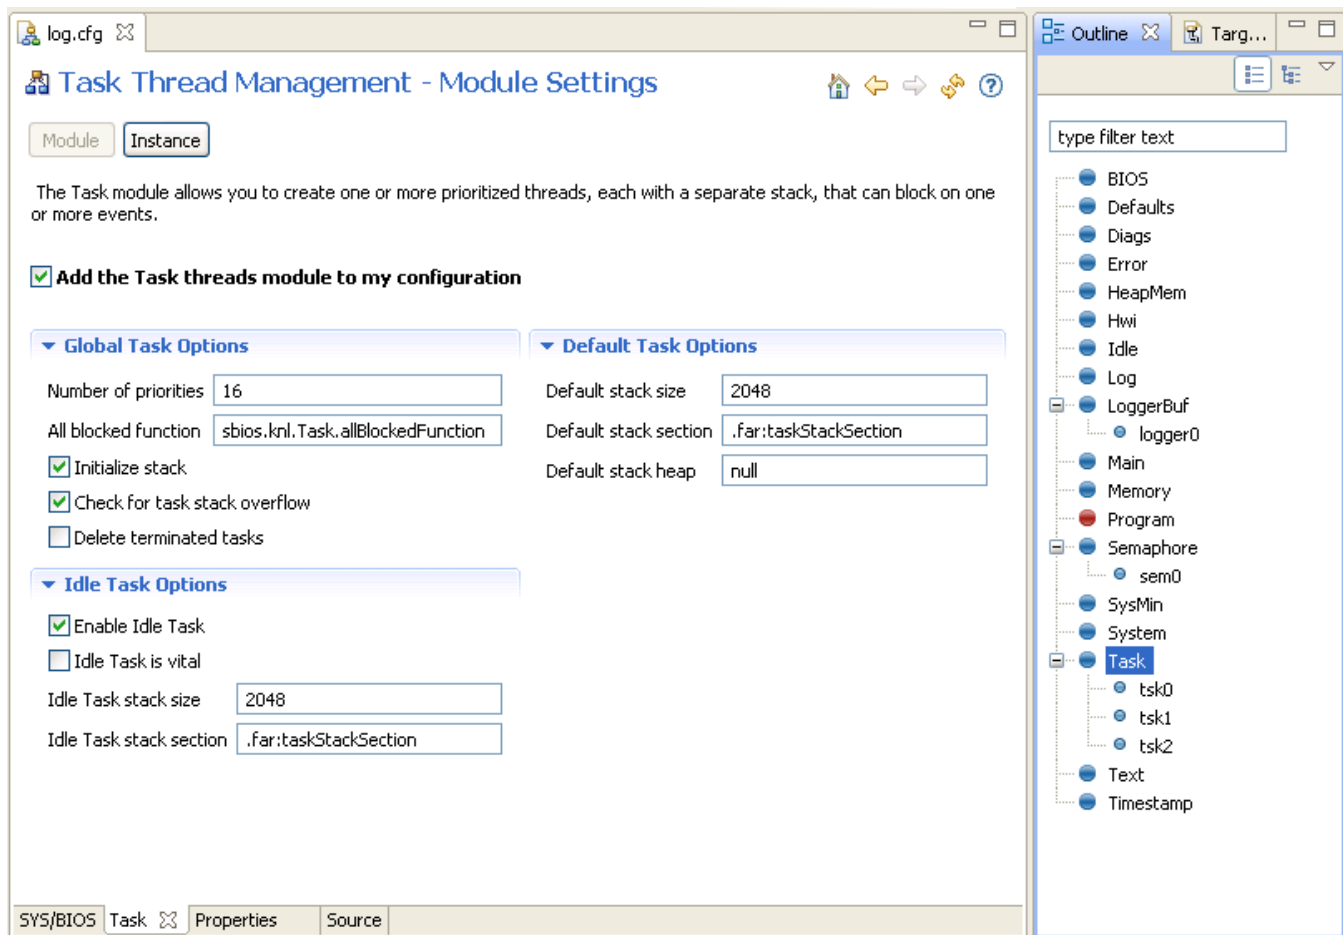 log.cfg
Task Thread Management - Module Settings
Module
Instance
The Task module allows you to create one or more prioritized threads, each with a separate stack, that can block on one
or more events.
Add the Task threads module to my configuration
Global Task Options
Number of priorities 16
All blocked function sbios.knl.Task.allBlockedFunction
Initialize stack
Check for task stack overflow
Delete terminated tasks
Idle Task Options
Enable Idle Task
Idle Task is vital
Idle Task stack size 2048
Idle Task stack section .far:taskStackSection
Default Task Options
Default stack size 2048
Default stack section .far:taskStackSection
Default stack heap null
SYS/BIOS Task Properties Source
Outline Targ...
type filter text
BIOS
Defaults
Diags
Error
HeapMem
Hwi
Idle
Log
LoggerBuf
logger0
Main
Memory
Program
Semaphore
sem0
SysMin
System
Task
tsk0
tsk1
tsk2
Text
Timestamp